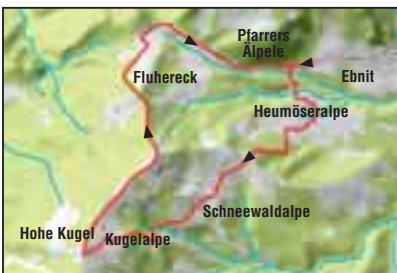 Pfarrers
Älpele
Ebnit
Fluhereck
Heumöseralpe
Schneewaldalpe
Hohe Kugel
Kugelalpe